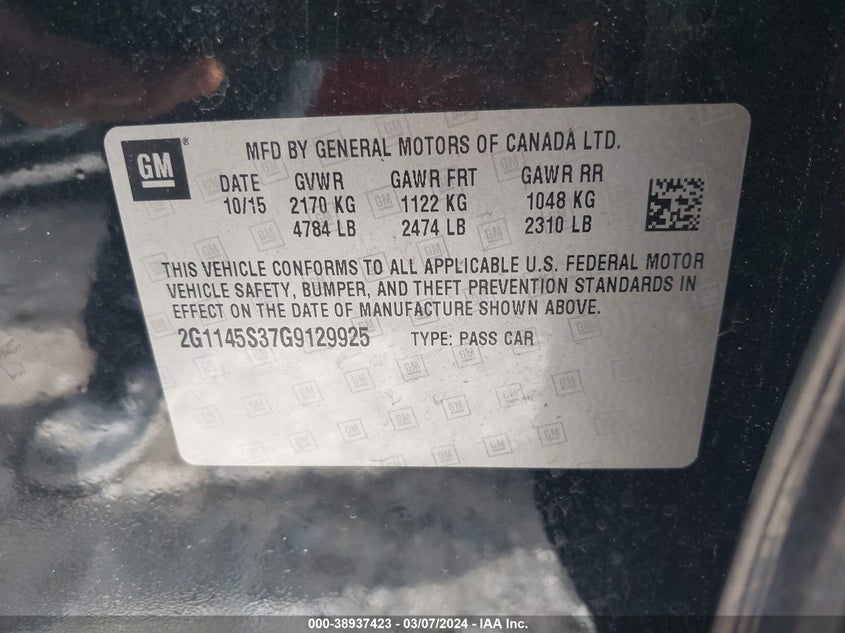 GM®
MFD BY GENERAL MOTORS OF CANADA LTD.
DATE GVWR GAWR FRT GAWR RR
10/15 2170 KG 1122 KG 1048 KG
4784 LB 2474 LB 2310 LB
THIS VEHICLE CONFORMS TO ALL APPLICABLE U.S. FEDERAL MOTOR
VEHICLE SAFETY, BUMPER, AND THEFT PREVENTION STANDARDS IN
EFFECT ON THE DATE OF MANUFACTURE SHOWN ABOVE.
2G1145S37G9129925 TYPE: PASS CAR
000-38937423 - 03/07/2024 - IAA Inc.